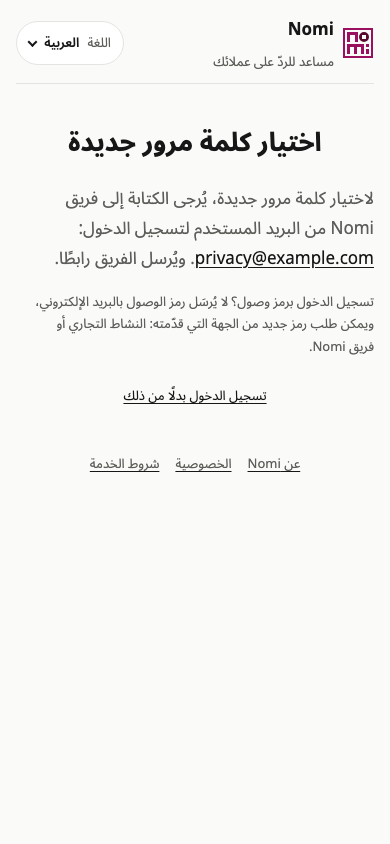 Nomi
مساعد للردّ على عملائك
اللغة العربية
اختيار كلمة مرور جديدة
لاختيار كلمة مرور جديدة، يُرجى الكتابة إلى فريق
Nomi من البريد المستخدم لتسجيل الدخول:
privacy@example.com. ويُرسل الفريق رابطًا.
تسجيل الدخول برمز وصول؟ لا يُرسَل رمز الوصول بالبريد الإلكتروني،
ويمكن طلب رمز جديد من الجهة التي قدّمته: النشاط التجاري أو
فريق Nomi.
تسجيل الدخول بدلًا من ذلك
عن Nomi الخصوصية شروط الخدمة